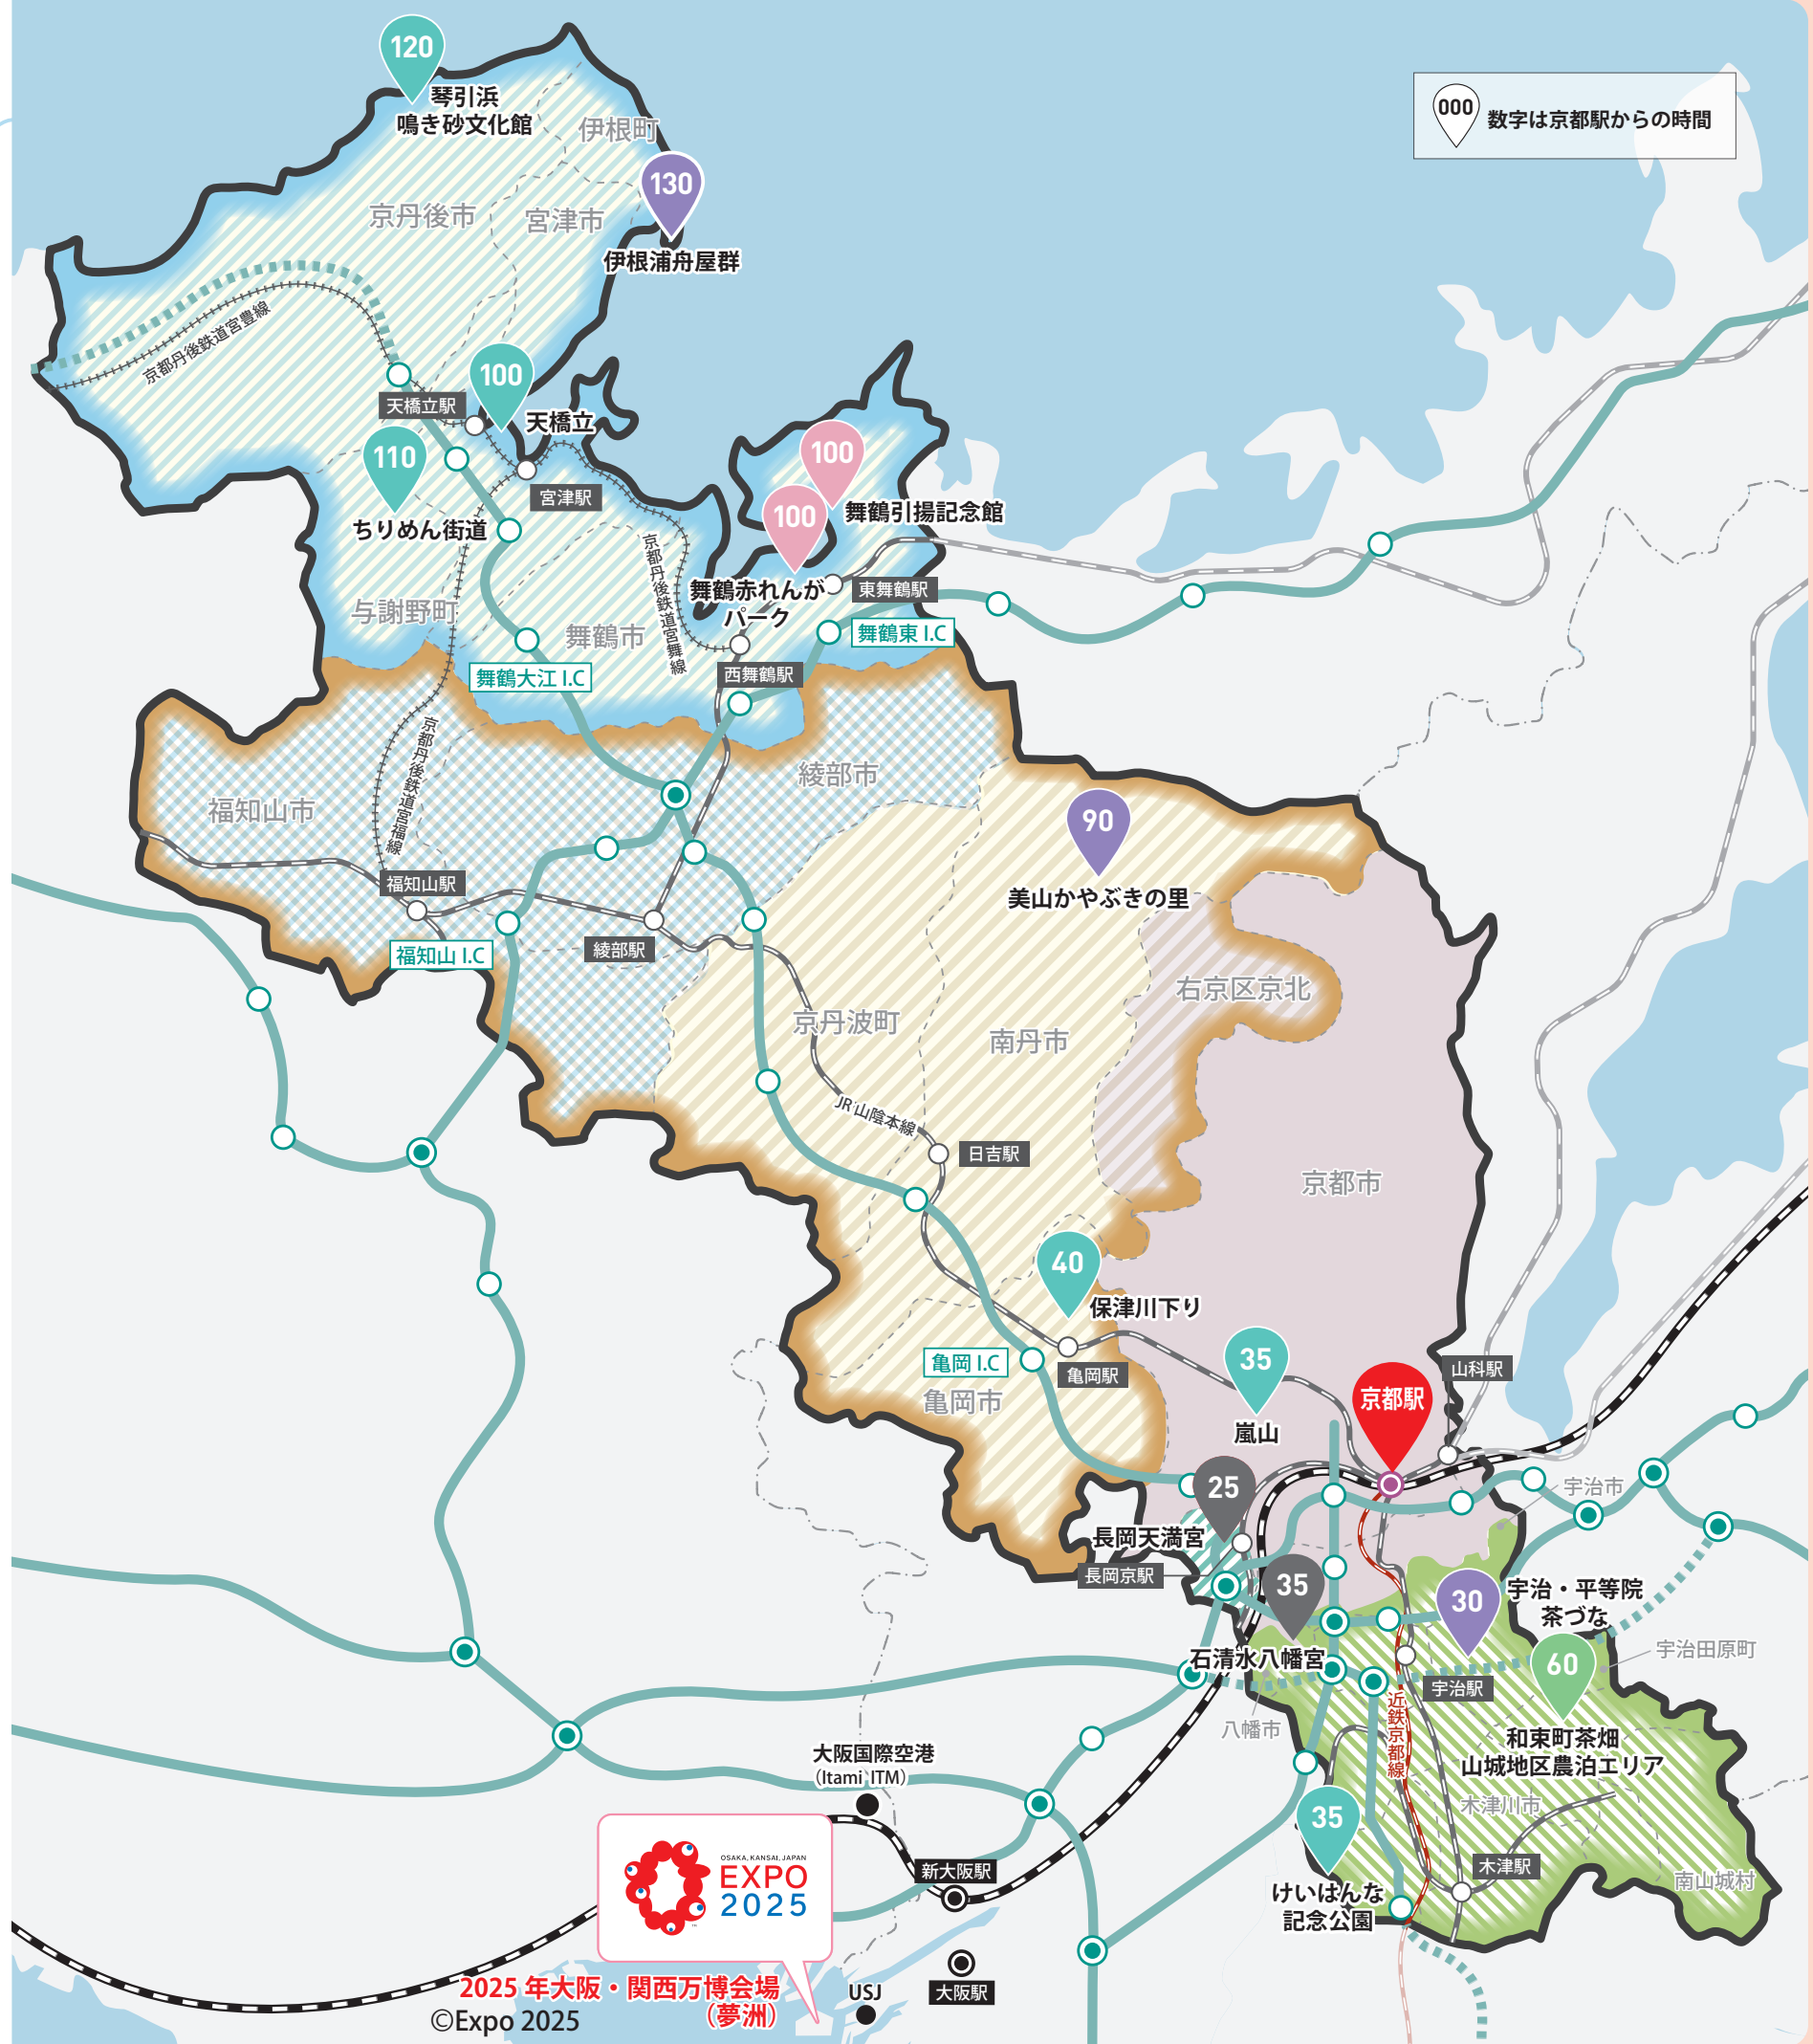 120
琴引浜
鳴き砂文化館
000
数字は京都駅からの時間
伊根町
130
京丹後市
宮津市
伊根浦舟屋群
京都丹後鉄道宮豊線
100
天橋立駅
天橋立
110
100
宮津駅
ちりめん街道
100
舞鶴引揚記念館
京都丹後鉄道宮舞線
舞鶴赤れんが
パーク
東舞鶴駅
与謝野町
舞鶴市
舞鶴東 I.C
舞鶴大江 I.C
西舞鶴駅
京都丹後鉄道宮福線
綾部市
福知山市
90
福知山駅
美山かやぶきの里
綾部駅
福知山 I.C
右京区京北
京丹波町
南丹市
JR 山陰本線
日吉駅
京都市
40
保津川下り
亀岡 I.C
亀岡駅
35
山科駅
亀岡市
京都駅
嵐山
25
宇治市
長岡天満宮
長岡京駅
35
30
宇治・平等院
茶づな
石清水八幡宮
60
宇治田原町
宇治駅
八幡市
近鉄京都線
和束町茶畑
山城地区農泊エリア
大阪国際空港
(Itami ITM)
木津川市
35
OSAKA, KANSAI, JAPAN
EXPO
2025
新大阪駅
木津駅
南山城村
けいはんな
記念公園
2025 年大阪・関西万博会場
(夢洲)
©Expo 2025
USJ
大阪駅